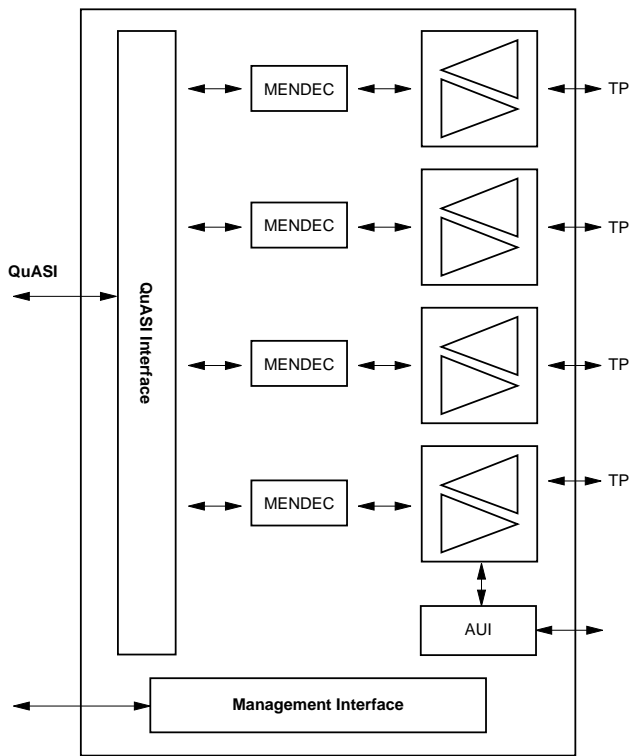 MENDEC
TP
MENDEC
TP
QuASI
QuASI Interface
MENDEC
TP
MENDEC
TP
AUI
Management Interface